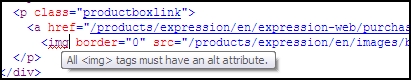 <p class="productboxlink">
<a href="/products/expression/en/expression-web/purchas
<img border="0" src="/products/expression/en/images/b
All <img> tags must have an alt attribute.
</p>
</div>